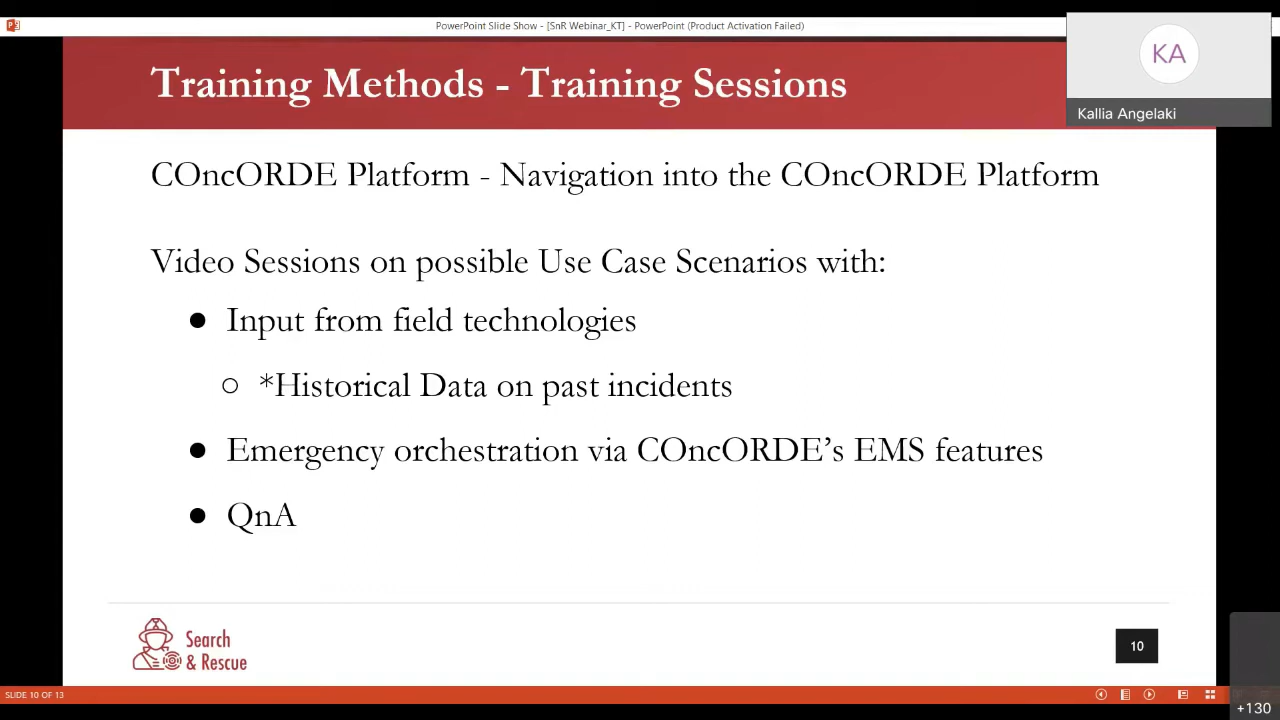 PowerPoint Slide Show - [SnR Webinar_KT] - PowerPoint (Product Activation Failed)
KA
Kallia Angelaki
Training Methods - Training Sessions
COncORDE Platform - Navigation into the COncORDE Platform
Video Sessions on possible Use Case Scenarios with:
● Input from field technologies
○ *Historical Data on past incidents
● Emergency orchestration via COncORDE’s EMS features
● QnA
Search
& Rescue
10
SLIDE 10 OF 13
+130